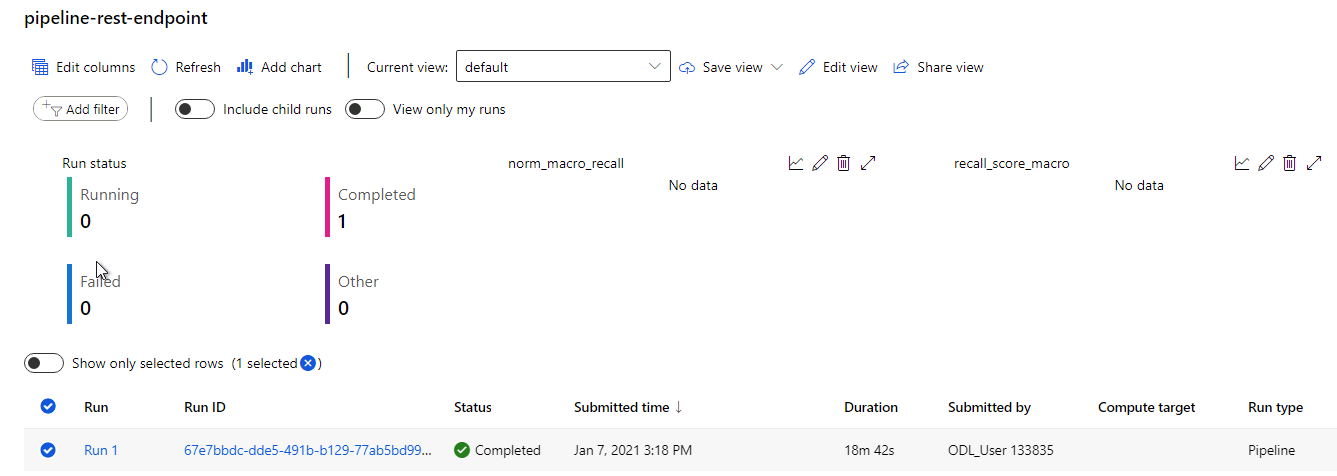 pipeline-rest-endpoint
Edit columns Refresh Add chart Current view: default Save view Edit view Share view
Add filter Include child runs View only my runs
Run status norm_macro_recall recall_score_macro
Running Completed No data No data
0 1
Failed Other
0 0
Show only selected rows (1 selected )
Run Run ID Status Submitted time ↓ Duration Submitted by Compute target Run type
Run 1 67e7bbdc-dde5-491b-b129-77ab5bd99... Completed Jan 7, 2021 3:18 PM 18m 42s ODL_User 133835 Pipeline